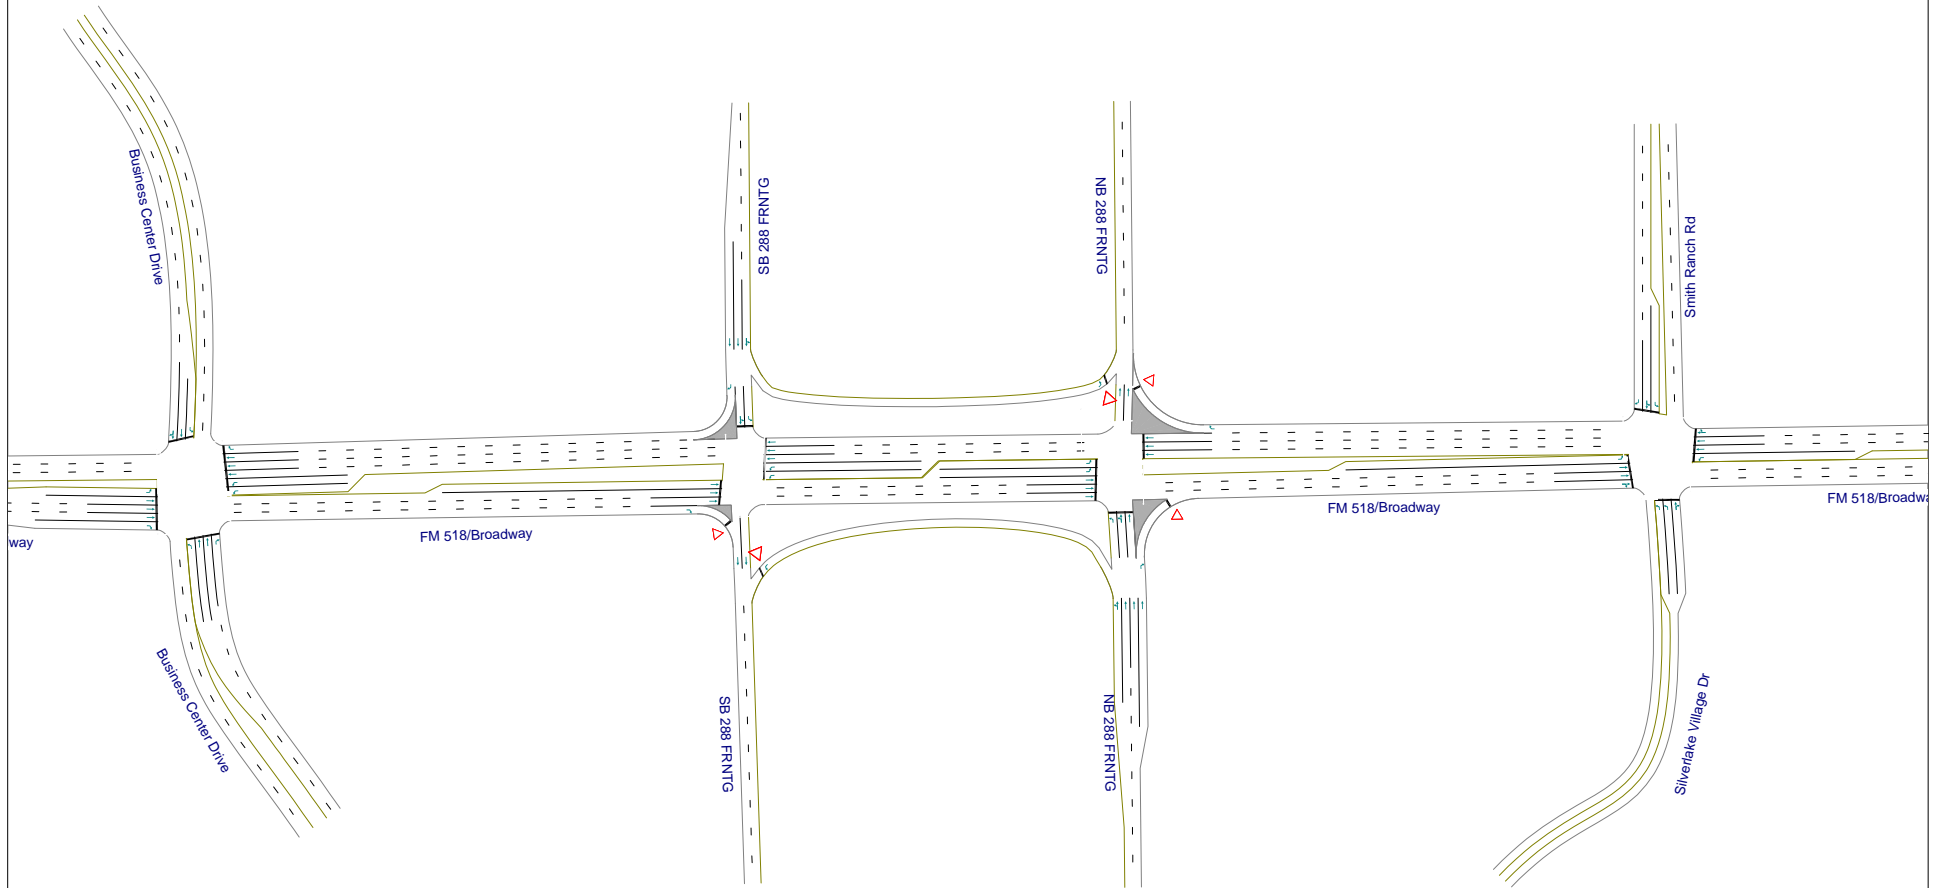 Business Center Drive
SB 288 FRNTG
NB 288 FRNTG
Smith Ranch Rd
way
FM 518/Broadway
FM 518/Broadway
FM 518/Broadwa
Business Center Drive
SB 288 FRNTG
NB 288 FRNTG
Silverlake Village Dr